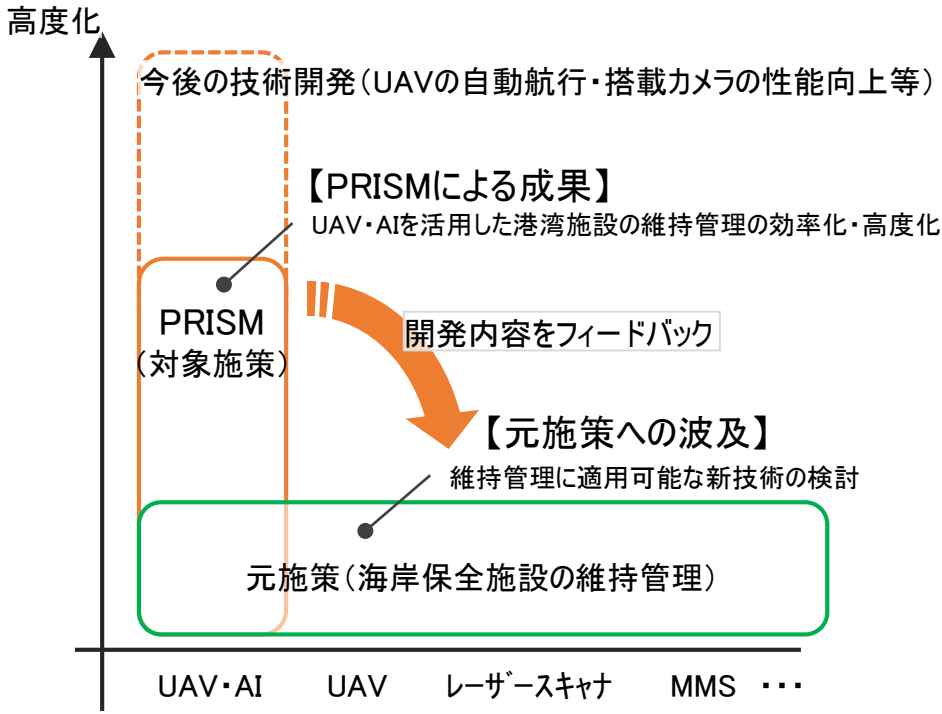 高度化
今後の技術開発（UAVの自動航行・搭載カメラの性能向上等）
【PRISMによる成果】
UAV・AIを活用した港湾施設の維持管理の効率化・高度化
PRISM
（対象施策）
開発内容をフィードバック
【元施策への波及】
維持管理に適用可能な新技術の検討
元施策（海岸保全施設の維持管理）
UAV・AI UAV レーザースキャナ MMS ・・・